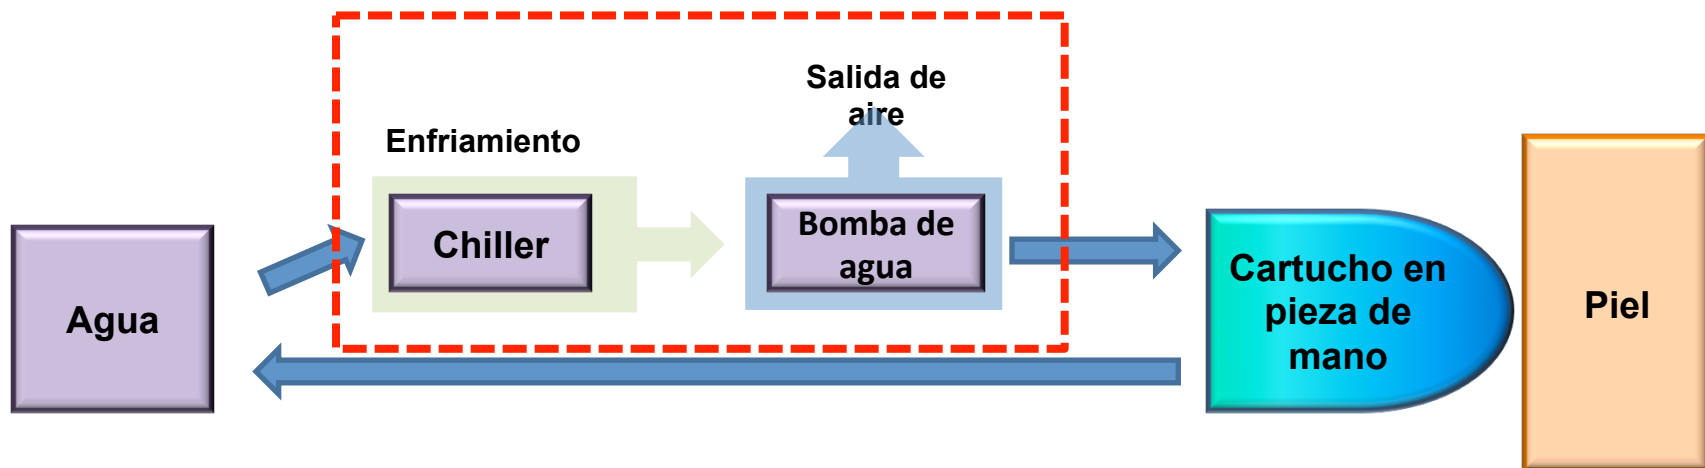 Salida de
aire
Enfriamiento
Chiller
Bomba de
agua
Agua
Cartucho en
pieza de
mano
Piel